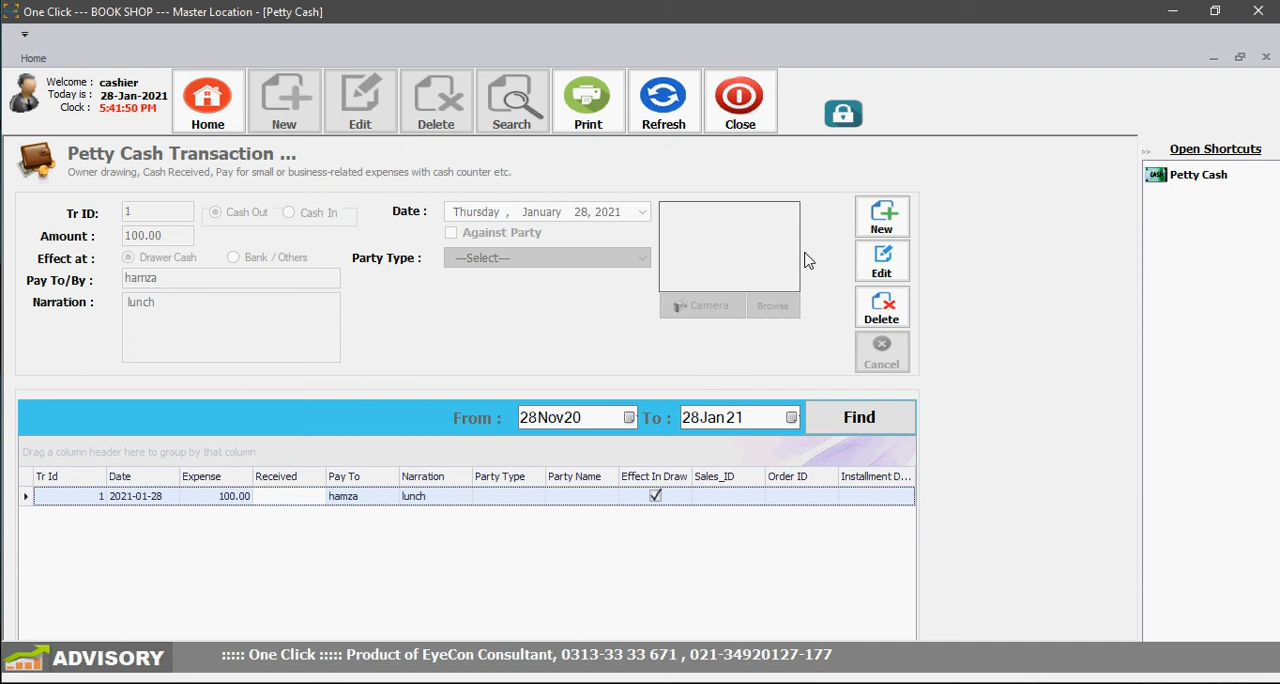 One Click --- BOOK SHOP --- Master Location - [Petty Cash]
Home
Welcome : cashier
Today is : 28-Jan-2021
Clock : 5:41:50 PM
Home New Edit Delete Search Print Refresh Close
Petty Cash Transaction ...
Owner drawing, Cash Received, Pay for small or business-related expenses with cash counter etc.
>> Open Shortcuts
CASH Petty Cash
Tr ID: 1 Cash Out Cash In Date : Thursday , January 28, 2021
Amount : 100.00 Against Party
Effect at : Drawer Cash Bank / Others Party Type : ---Select---
Pay To/By : hamza
Narration : lunch
Camera Browse
New
Edit
Delete
Cancel
From : 28Nov20 To : 28Jan21 Find
Drag a column header here to group by that column
Tr Id Date Expense Received Pay To Narration Party Type Party Name Effect In Draw Sales_ID Order ID Installment D...
1 2021-01-28 100.00 hamza lunch
ADVISORY ::::: One Click ::::: Product of EyeCon Consultant, 0313-33 33 671 , 021-34920127-177